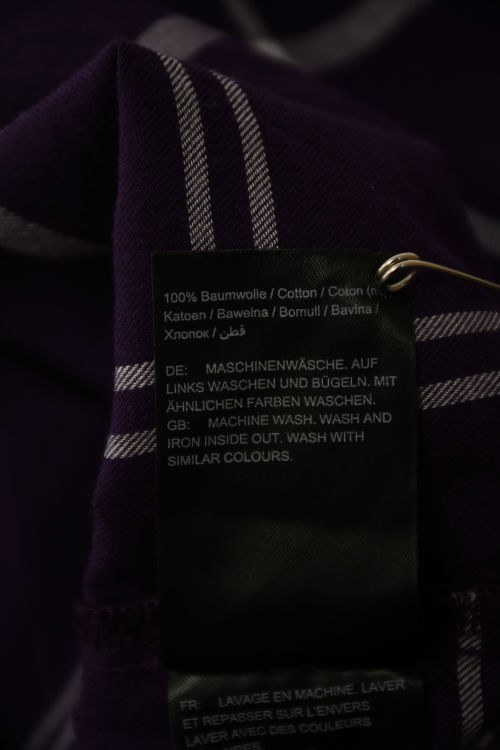 100% Baumwolle / Cotton / Coton
Katoen / Bawełna / Bomull / Bavlna /
Хлопок / قطن
DE: MASCHINENWÄSCHE. AUF
LINKS WASCHEN UND BÜGELN. MIT
ÄHNLICHEN FARBEN WASCHEN.
GB: MACHINE WASH. WASH AND
IRON INSIDE OUT. WASH WITH
SIMILAR COLOURS.
FR: LAVAGE EN MACHINE. LAVER
ET REPASSER SUR L'ENVERS
LAVER AVEC DES COULEURS